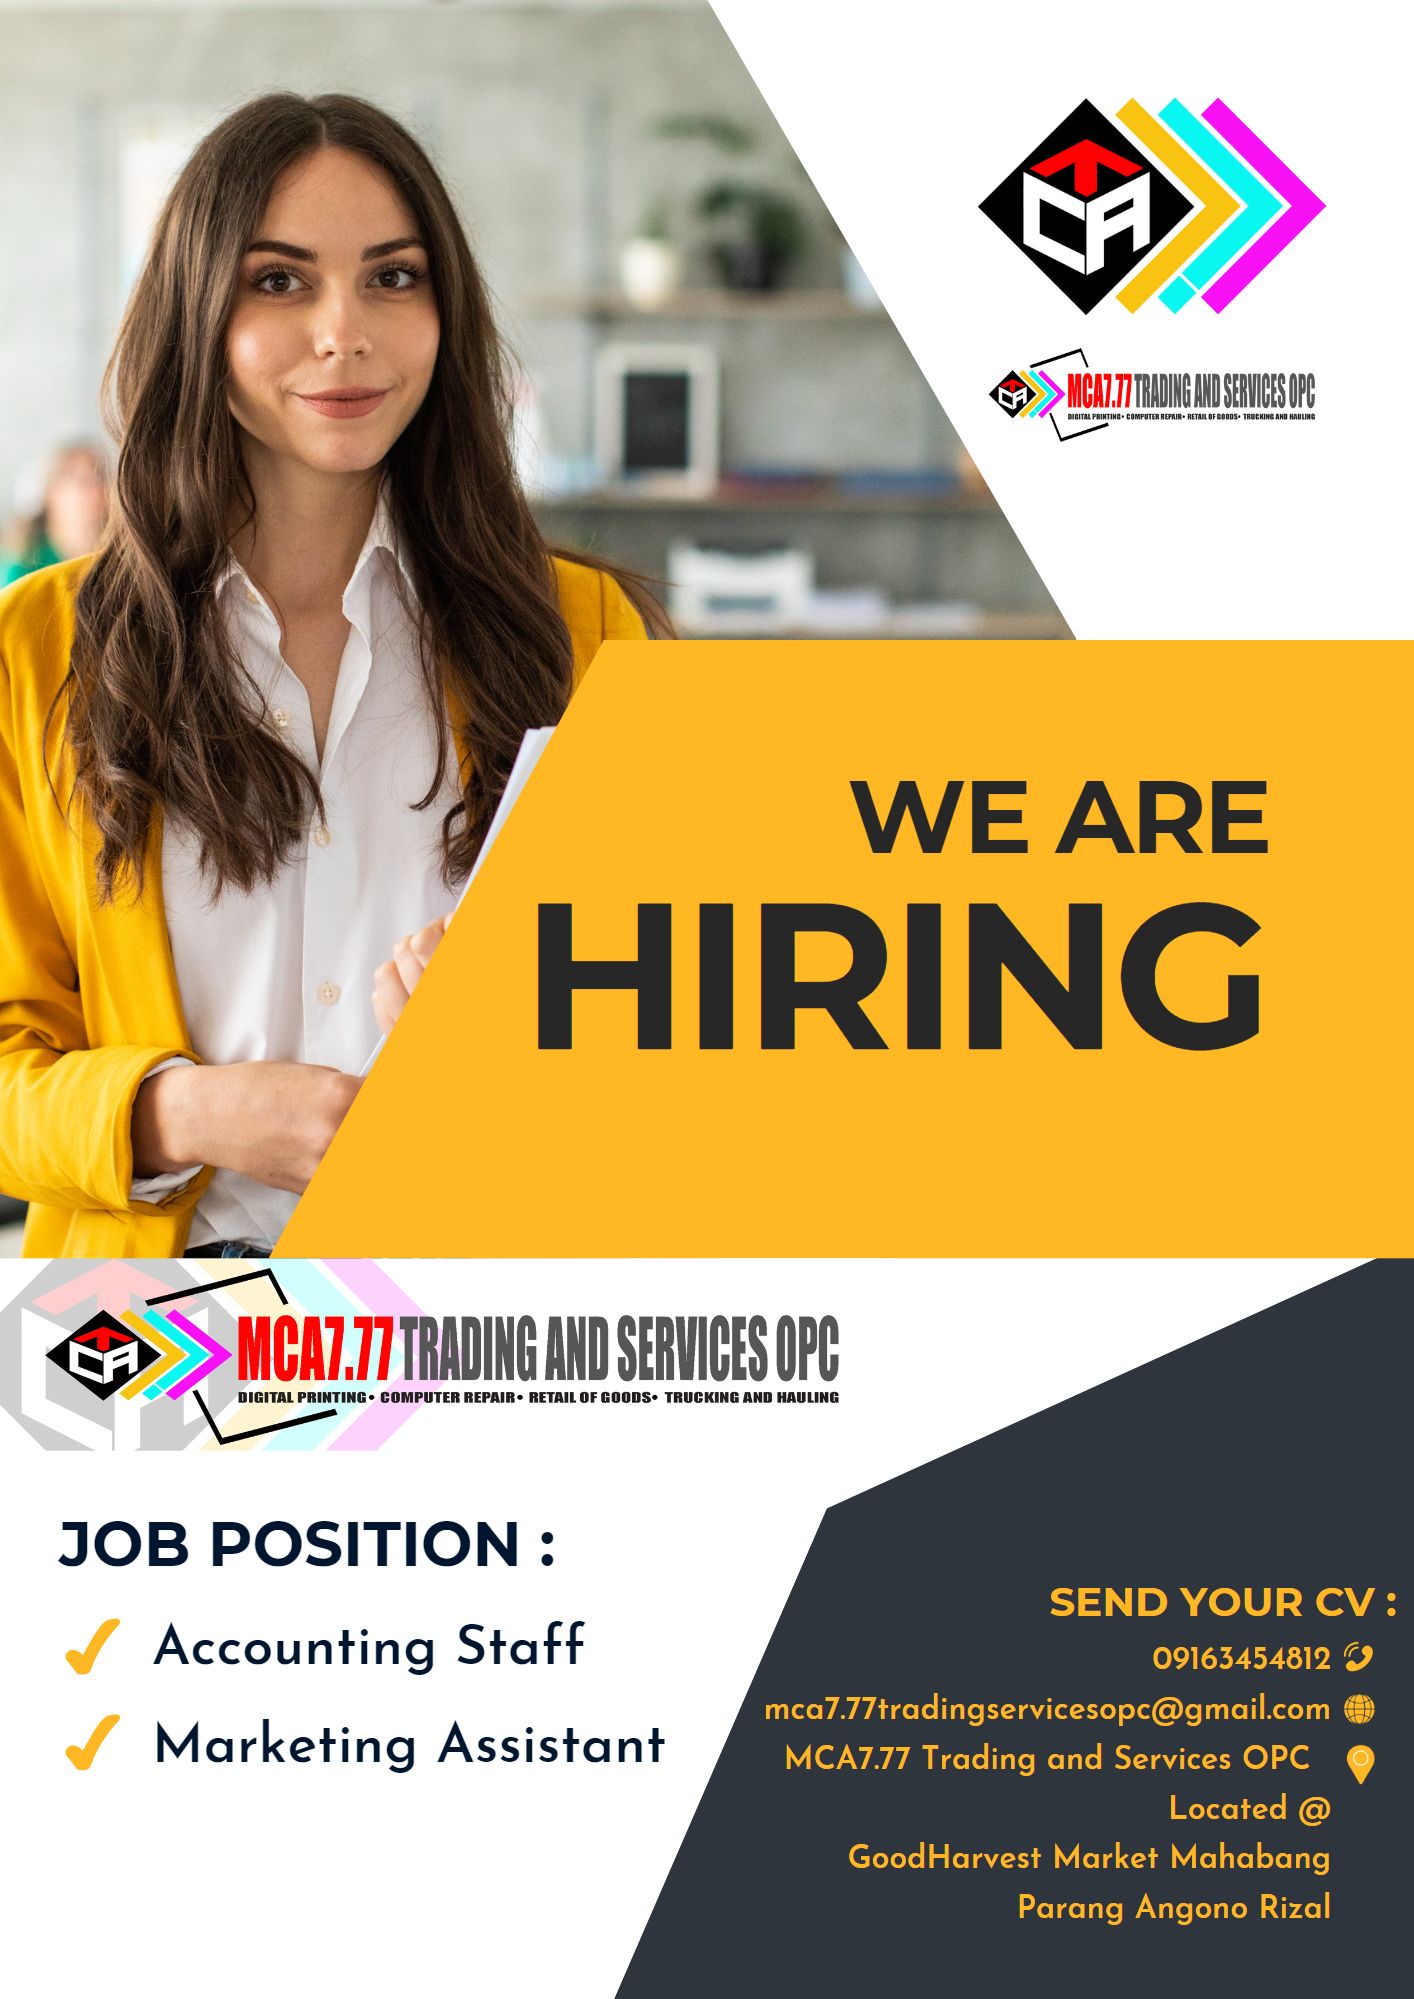 TCA
TCA
MCA7.77 TRADING AND SERVICES OPC
DIGITAL PRINTING• COMPUTER REPAIR• RETAIL OF GOODS• TRUCKING AND HAULING
WE ARE
HIRING
TCA
MCA7.77 TRADING AND SERVICES OPC
DIGITAL PRINTING• COMPUTER REPAIR• RETAIL OF GOODS• TRUCKING AND HAULING
JOB POSITION :
Accounting Staff
Marketing Assistant
SEND YOUR CV :
09163454812
mca7.77tradingservicesopc@gmail.com
MCA7.77 Trading and Services OPC
Located @
GoodHarvest Market Mahabang
Parang Angono Rizal